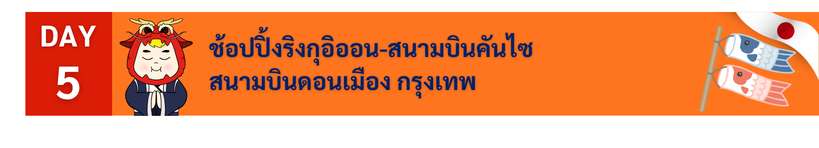 DAY
5
ช้อปปิ้งริงกุอิออน-สนามบินคันไซ
สนามบินดอนเมือง กรุงเทพ